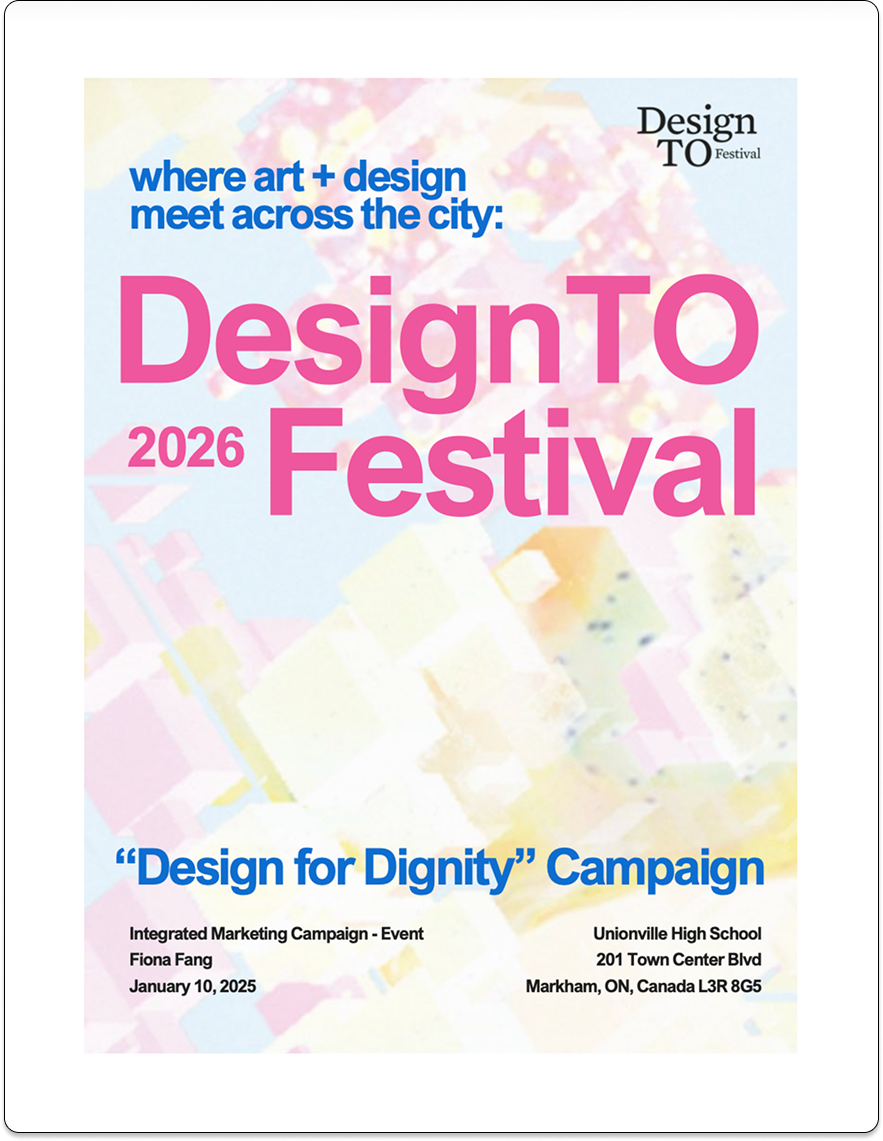 Design
TO Festival
where art + design
meet across the city:
DesignTO
2026 Festival
“Design for Dignity” Campaign
Integrated Marketing Campaign - Event
Fiona Fang
January 10, 2025
Unionville High School
201 Town Center Blvd
Markham, ON, Canada L3R 8G5